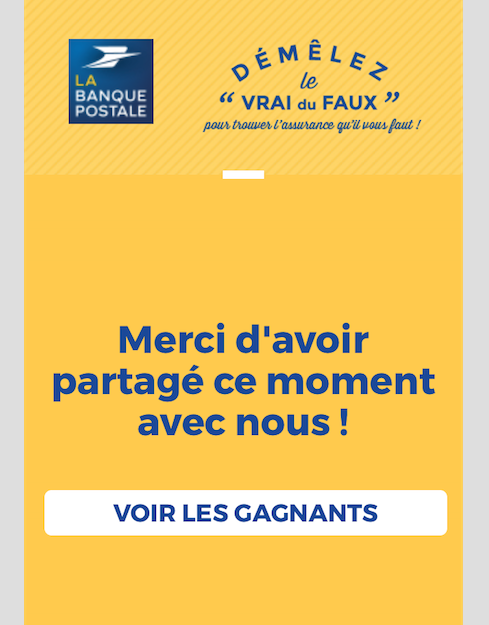 LA
BANQUE
POSTALE
DÉMÊLEZ
le
“ VRAI du FAUX ”
pour trouver l'assurance qu'il vous faut !
Merci d'avoir
partagé ce moment
avec nous !
VOIR LES GAGNANTS